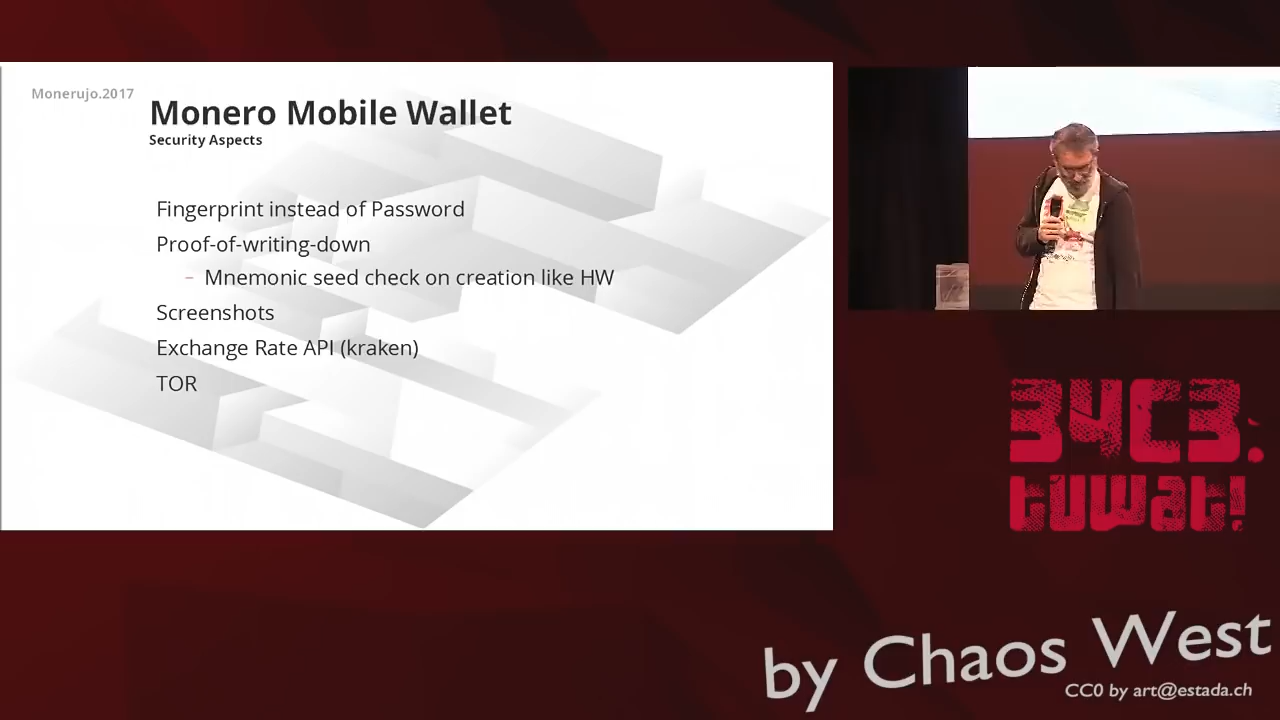 Monerujo.2017
Monero Mobile Wallet
Security Aspects
Fingerprint instead of Password
Proof-of-writing-down
– Mnemonic seed check on creation like HW
Screenshots
Exchange Rate API (kraken)
TOR
34C3:
tuwat!
by Chaos West
CC0 by art@estada.ch